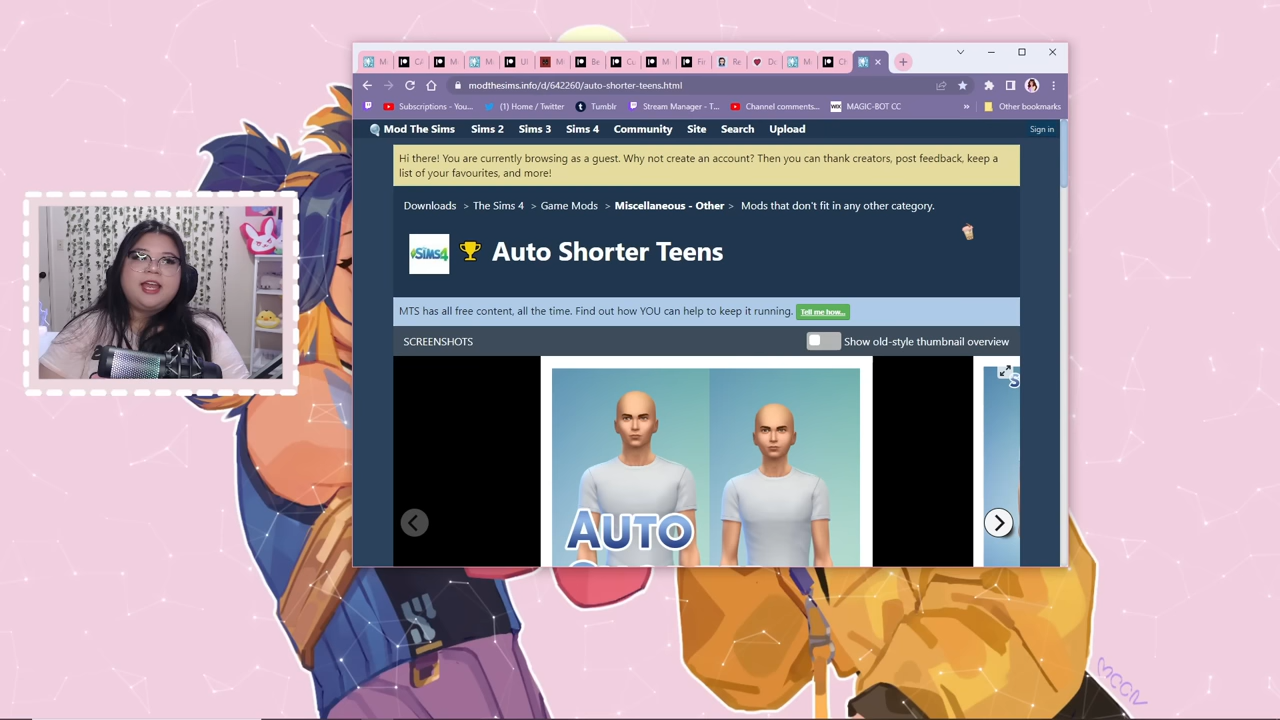 modthesims.info/d/642260/auto-shorter-teens.html
Subscriptions - You... (1) Home / Twitter Tumblr Stream Manager - T... Channel comments... MAGIC-BOT CC » Other bookmarks
Mod The Sims Sims 2 Sims 3 Sims 4 Community Site Search Upload Sign in
Hi there! You are currently browsing as a guest. Why not create an account? Then you can thank creators, post feedback, keep a
list of your favourites, and more!
Downloads > The Sims 4 > Game Mods > Miscellaneous - Other > Mods that don't fit in any other category.
The SIMS4
Auto Shorter Teens
MTS has all free content, all the time. Find out how YOU can help to keep it running. Tell me how...
SCREENSHOTS Show old-style thumbnail overview
AUTO